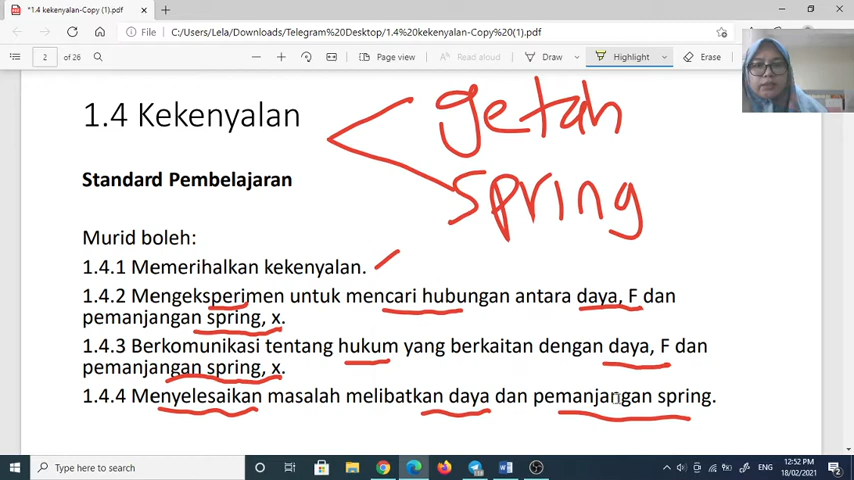 *1.4 kekenyalan-Copy (1).pdf
File
C:/Users/Lela/Downloads/Telegram%20Desktop/1.4%20kekenyalan-Copy%20(1).pdf
2 of 26
Page view
Read aloud
Draw
Highlight
Erase
1.4 Kekenyalan
getah
spring
Standard Pembelajaran
Murid boleh:
1.4.1 Memerihalkan kekenyalan.
1.4.2 Mengeksperimen untuk mencari hubungan antara daya, F dan
pemanjangan spring, x.
1.4.3 Berkomunikasi tentang hukum yang berkaitan dengan daya, F dan
pemanjangan spring, x.
1.4.4 Menyelesaikan masalah melibatkan daya dan pemanjangan spring.
Type here to search
ENG
12:52 PM
18/02/2021
2